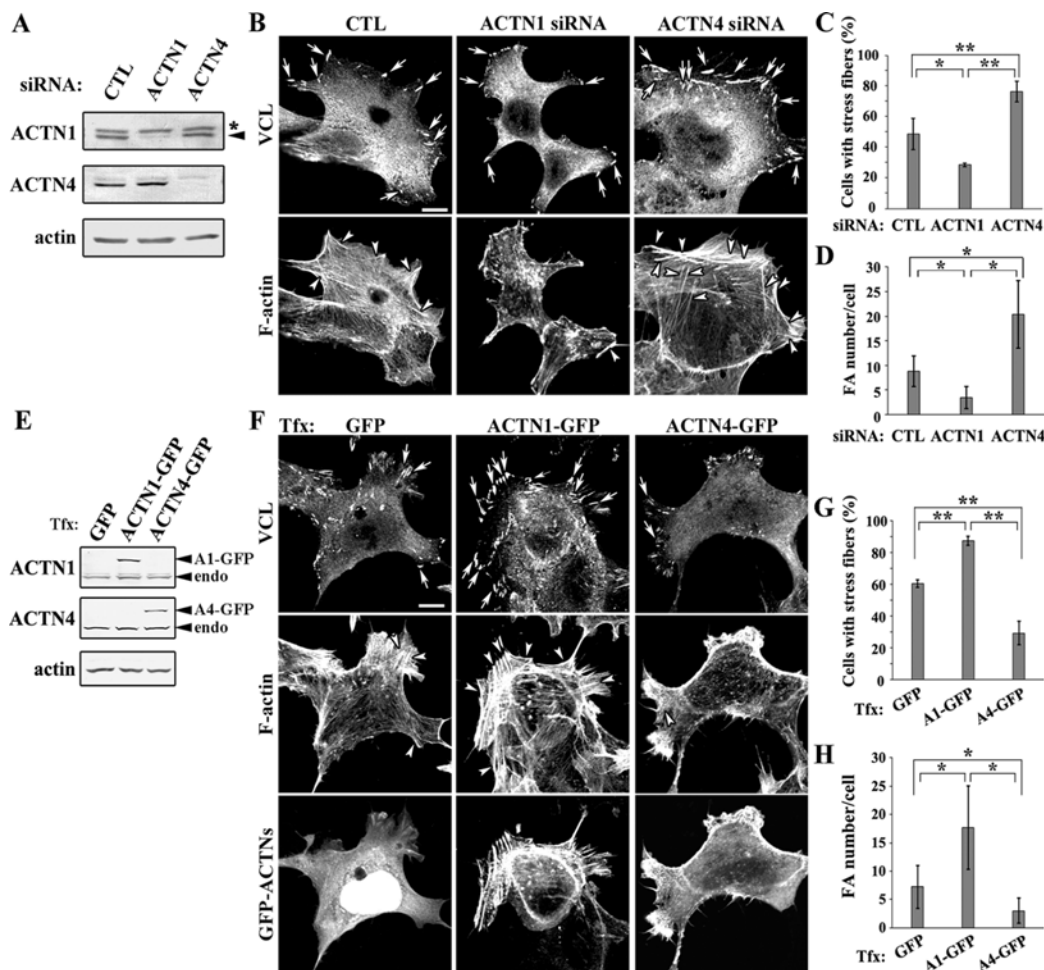 A
siRNA: CTL ACTN1 ACTN4
ACTN1
*
ACTN4
actin
B
CTL ACTN1 siRNA ACTN4 siRNA
VCL
F-actin
C
Cells with stress fibers (%)
100
80
60
40
20
0
** 
* **
siRNA: CTL ACTN1 ACTN4
D
FA number/cell
30
25
20
15
10
5
0
*
* *
siRNA: CTL ACTN1 ACTN4
E
Tfx: GFP ACTN1-GFP ACTN4-GFP
ACTN1
A1-GFP
endo
ACTN4
A4-GFP
endo
actin
F
Tfx: GFP ACTN1-GFP ACTN4-GFP
VCL
F-actin
GFP-ACTNs
G
Cells with stress fibers (%)
100
80
60
40
20
0
**
** **
Tfx: GFP A1-GFP A4-GFP
H
FA number/cell
30
25
20
15
10
5
0
*
* *
Tfx: GFP A1-GFP A4-GFP